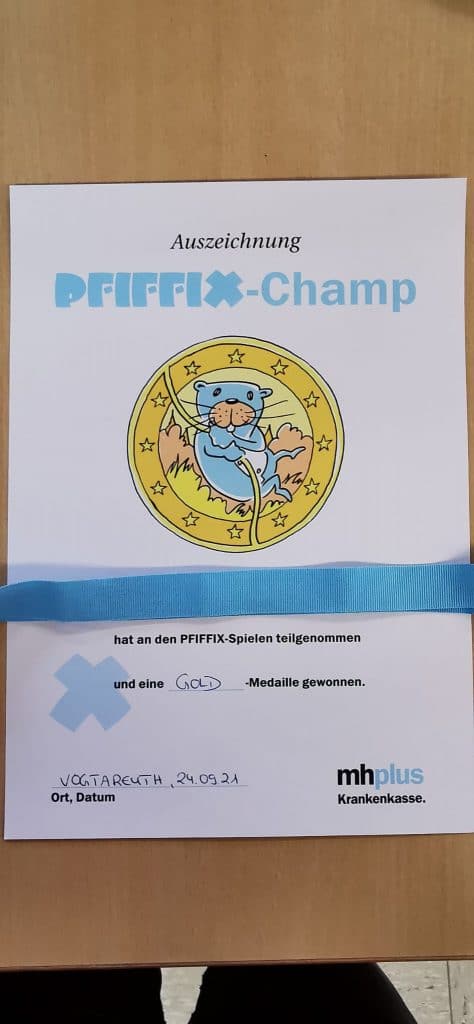 Auszeichnung
PFIFFIX-Champ
hat an den PFIFFIX-Spielen teilgenommen
und eine GOLD -Medaille gewonnen.
VOGTAREUTH, 24.09.21
Ort, Datum
mhplus
Krankenkasse.